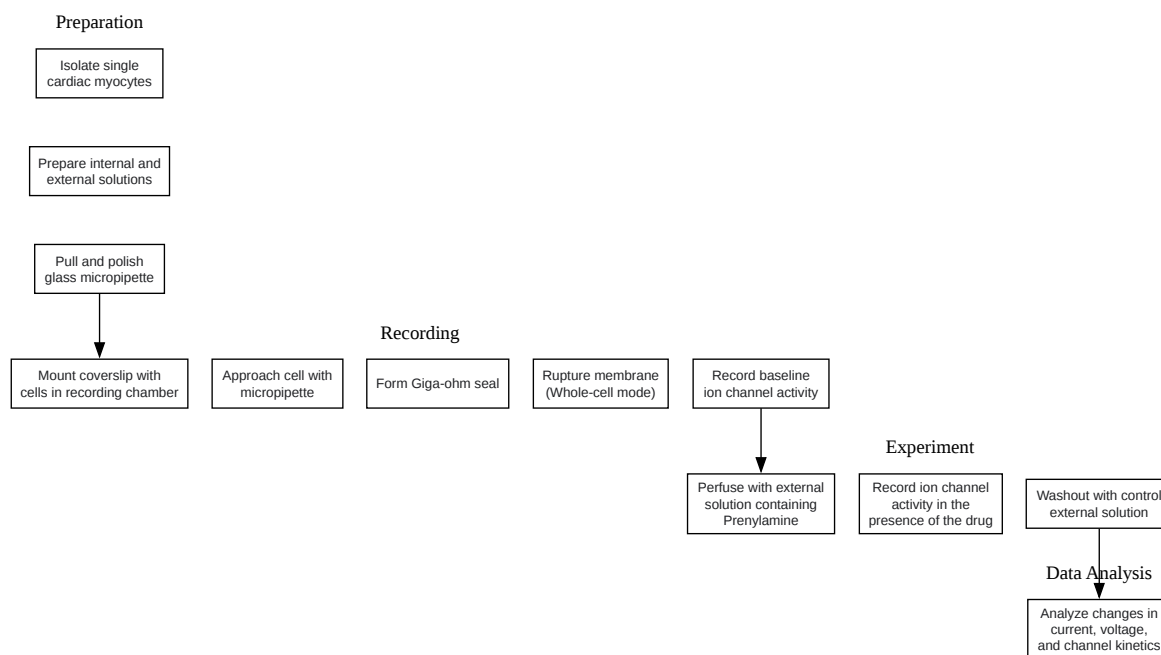 Preparation
Isolate single
cardiac myocytes
Prepare internal and
external solutions
Pull and polish
glass micropipette
Recording
Mount coverslip with
cells in recording chamber
Approach cell with
micropipette
Form Giga-ohm seal
Rupture membrane
(Whole-cell mode)
Record baseline
ion channel activity
Experiment
Perfuse with external
solution containing
Prenylamine
Record ion channel
activity in the
presence of the drug
Washout with control
external solution
Data Analysis
Analyze changes in
current, voltage,
and channel kinetics